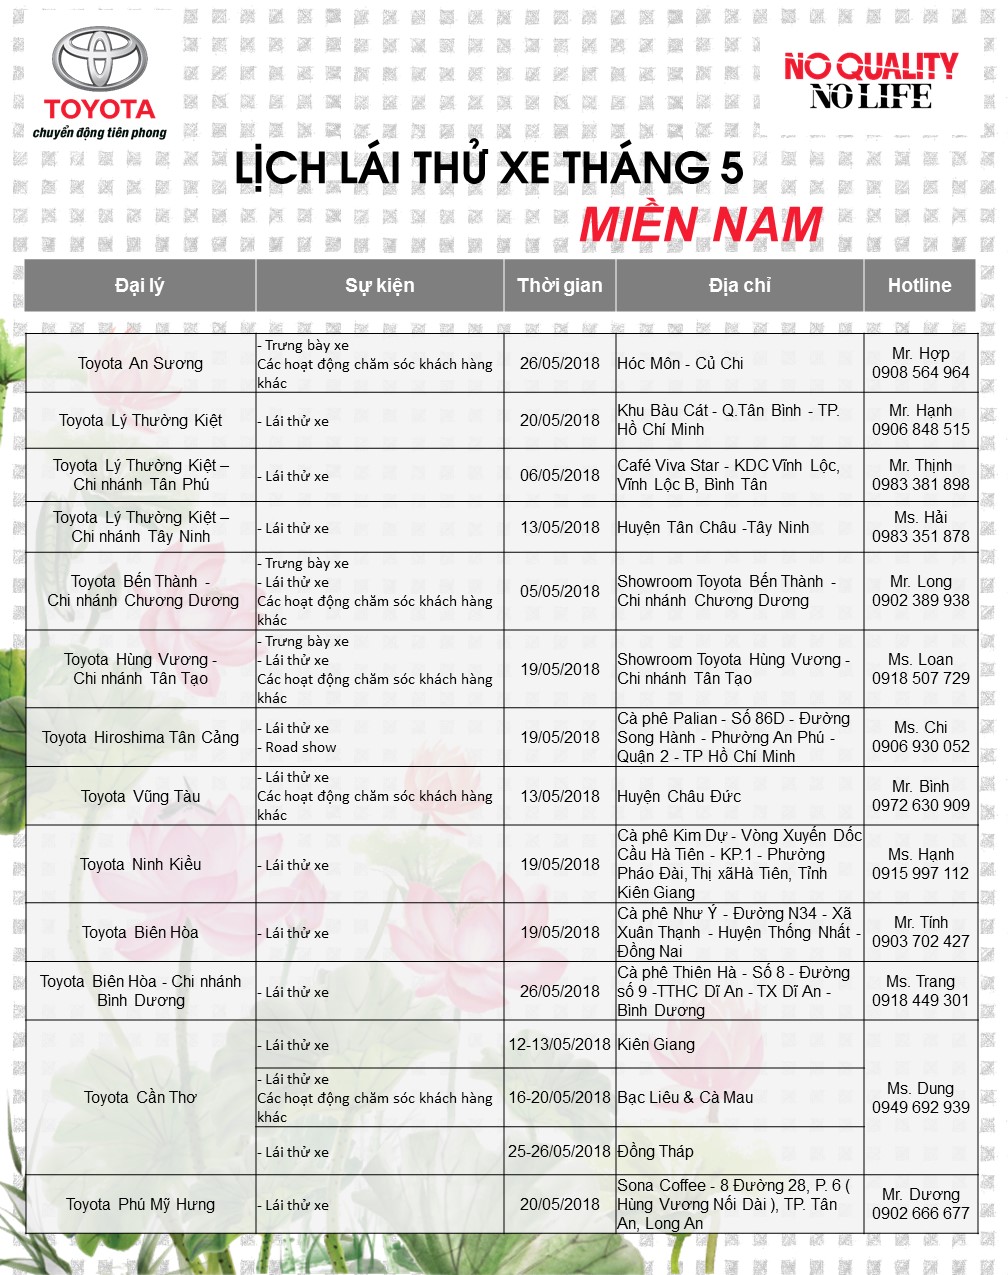 TOYOTA
chuyển động tiên phong
NO QUALITY
NO LIFE
LỊCH LÁI THỬ XE THÁNG 5
MIỀN NAM
Đại lý Sự kiện Thời gian Địa chỉ Hotline
Toyota An Sương
- Trưng bày xe
Các hoạt động chăm sóc khách hàng
khác
26/05/2018
Hóc Môn - Củ Chi
Mr. Hợp
0908 564 964
Toyota Lý Thường Kiệt
- Lái thử xe
20/05/2018
Khu Bàu Cát - Q.Tân Bình - TP.
Hồ Chí Minh
Mr. Hạnh
0906 848 515
Toyota Lý Thường Kiệt –
Chi nhánh Tân Phú
- Lái thử xe
06/05/2018
Café Viva Star - KDC Vĩnh Lộc,
Vĩnh Lộc B, Bình Tân
Mr. Thịnh
0983 381 898
Toyota Lý Thường Kiệt –
Chi nhánh Tây Ninh
- Lái thử xe
13/05/2018
Huyện Tân Châu -Tây Ninh
Ms. Hải
0983 351 878
Toyota Bến Thành -
Chi nhánh Chương Dương
- Trưng bày xe
- Lái thử xe
Các hoạt động chăm sóc khách hàng
khác
05/05/2018
Showroom Toyota Bến Thành -
Chi nhánh Chương Dương
Mr. Long
0902 389 938
Toyota Hùng Vương -
Chi nhánh Tân Tạo
- Trưng bày xe
- Lái thử xe
Các hoạt động chăm sóc khách hàng
khác
19/05/2018
Showroom Toyota Hùng Vương -
Chi nhánh Tân Tạo
Ms. Loan
0918 507 729
Toyota Hiroshima Tân Cảng
- Lái thử xe
- Road show
19/05/2018
Cà phê Palian - Số 86D - Đường
Song Hành - Phường An Phú -
Quận 2 - TP Hồ Chí Minh
Ms. Chi
0906 930 052
Toyota Vũng Tàu
- Lái thử xe
Các hoạt động chăm sóc khách hàng
khác
13/05/2018
Huyện Châu Đức
Mr. Bình
0972 630 909
Toyota Ninh Kiều
- Lái thử xe
19/05/2018
Cà phê Kim Dự - Vòng Xuyến Dốc
Cầu Hà Tiên - KP.1 - Phường
Pháo Đài, Thị xãHà Tiên, Tỉnh
Kiên Giang
Ms. Hạnh
0915 997 112
Toyota Biên Hòa
- Lái thử xe
19/05/2018
Cà phê Như Ý - Đường N34 - Xã
Xuân Thạnh - Huyện Thống Nhất -
Đồng Nai
Mr. Tính
0903 702 427
Toyota Biên Hòa - Chi nhánh
Bình Dương
- Lái thử xe
26/05/2018
Cà phê Thiên Hà - Số 8 - Đường
số 9 -TTHC Dĩ An - TX Dĩ An -
Bình Dương
Ms. Trang
0918 449 301
Toyota Cần Thơ
- Lái thử xe
12-13/05/2018
Kiên Giang
- Lái thử xe
Các hoạt động chăm sóc khách hàng
khác
16-20/05/2018
Bạc Liêu & Cà Mau
Ms. Dung
0949 692 939
- Lái thử xe
25-26/05/2018
Đồng Tháp
Toyota Phú Mỹ Hưng
- Lái thử xe
20/05/2018
Sona Coffee - 8 Đường 28, P. 6 (
Hùng Vương Nối Dài ), TP. Tân
An, Long An
Mr. Dương
0902 666 677